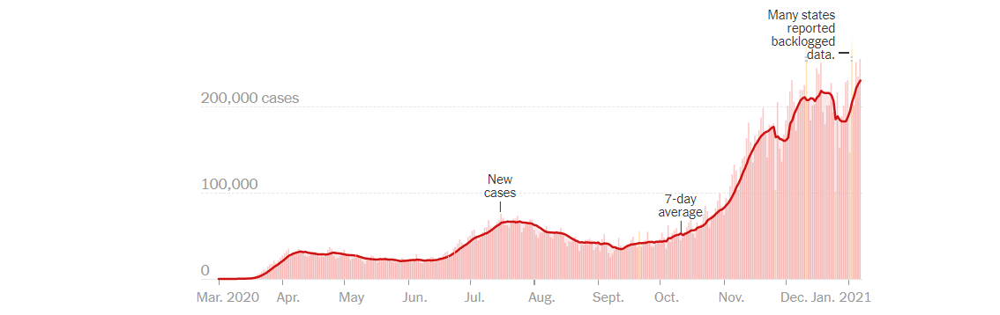 Many states
reported
backlogged
data.
200,000 cases
100,000
New
cases
7-day
average
0
Mar. 2020 Apr. May Jun. Jul. Aug. Sept. Oct. Nov. Dec. Jan. 2021